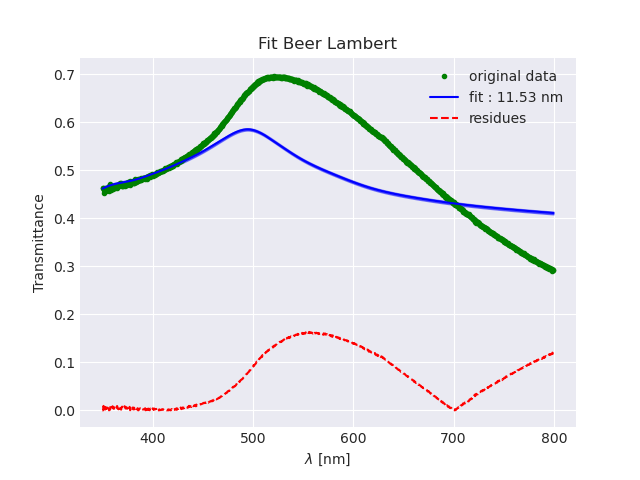 Fit Beer Lambert
original data
fit : 11.53 nm
residues
Transmittance
0.7
0.6
0.5
0.4
0.3
0.2
0.1
0.0
400 500 600 700 800
λ [nm]